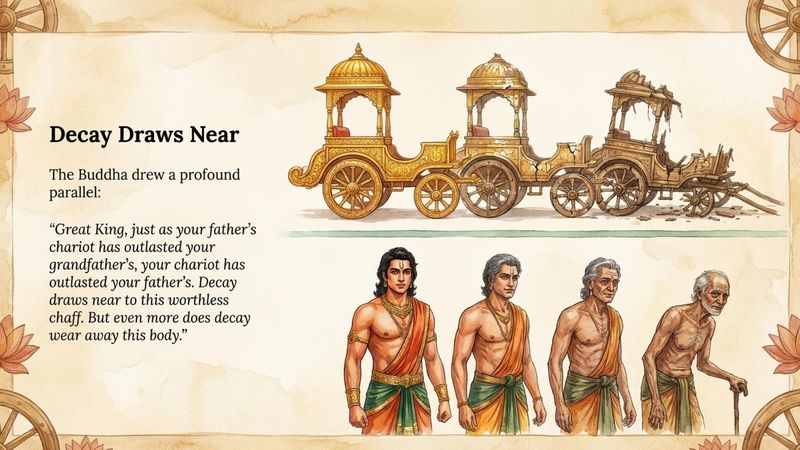 Decay Draws Near
The Buddha drew a profound
parallel:
“Great King, just as your father’s
chariot has outlasted your
grandfather’s, your chariot has
outlasted your father’s. Decay
draws near to this worthless
chaff. But even more does decay
wear away this body.”